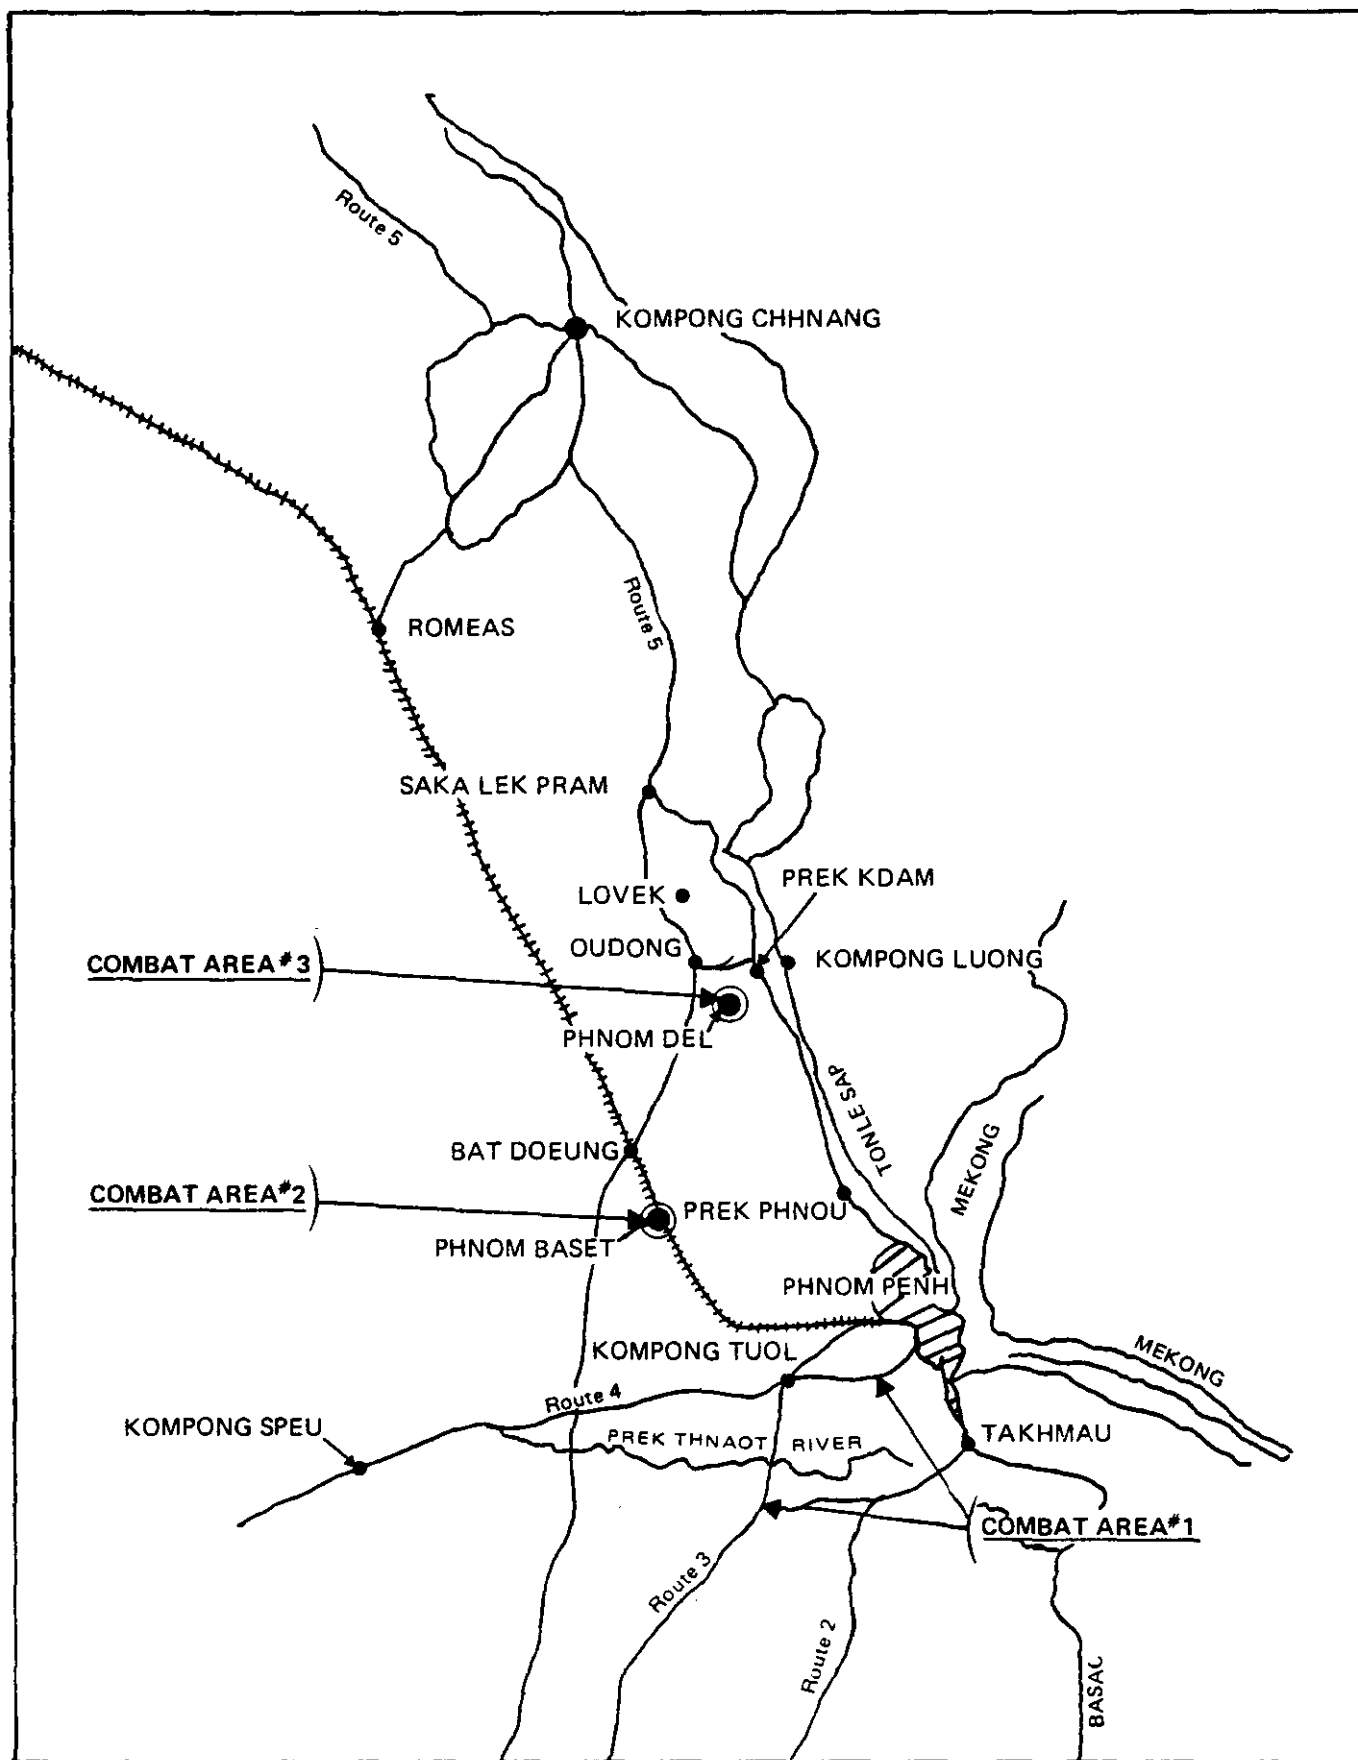 Route 5
KOMPONG CHHNANG
Route 5
ROMEAS
SAKA LEK PRAM
PREK KDAM
LOVEK
OUDONG
KOMPONG LUONG
COMBAT AREA #3
PHNOM DEL
TONLE SAP
MEKONG
BAT DOEUNG
COMBAT AREA #2
PREK PHNOU
PHNOM BASET
PHNOM PENH
KOMPONG TUOL
MEKONG
Route 4
KOMPONG SPEU
PREK THNAOT RIVER
TAKHMAU
COMBAT AREA #1
Route 3
Route 2
BASAC